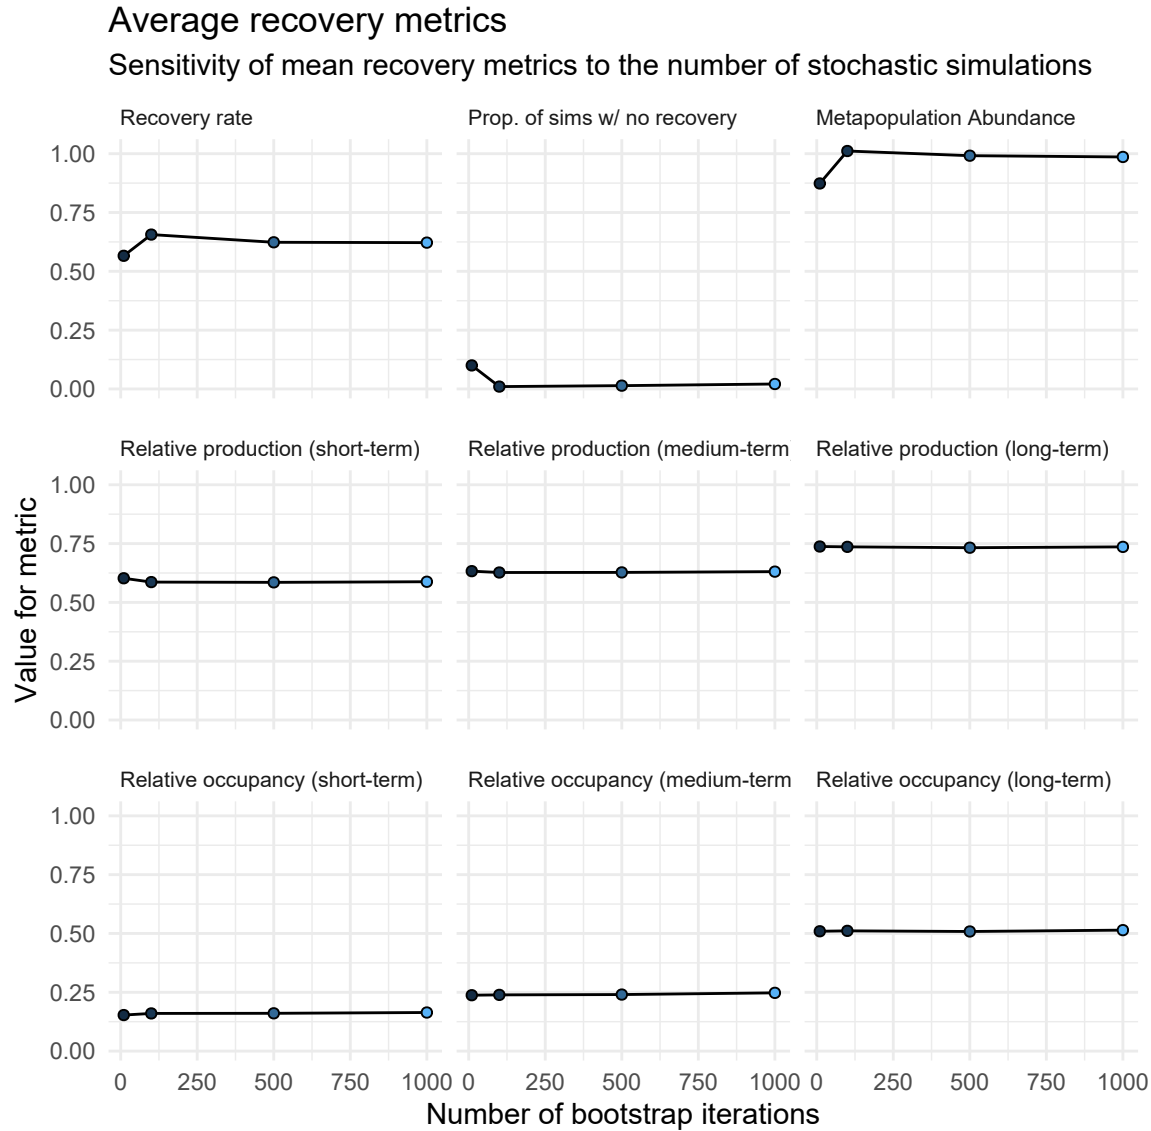 Average recovery metrics
Sensitivity of mean recovery metrics to the number of stochastic simulations
Recovery rate
Prop. of sims w/ no recovery
Metapopulation Abundance
1.00
0.75
0.50
0.25
0.00
Relative production (short-term)
Relative production (medium-term
Relative production (long-term)
1.00
0.75
0.50
0.25
0.00
Value for metric
Relative occupancy (short-term)
Relative occupancy (medium-term
Relative occupancy (long-term)
1.00
0.75
0.50
0.25
0.00
0 250 500 750 1000 0 250 500 750 1000 0 250 500 750 1000
Number of bootstrap iterations